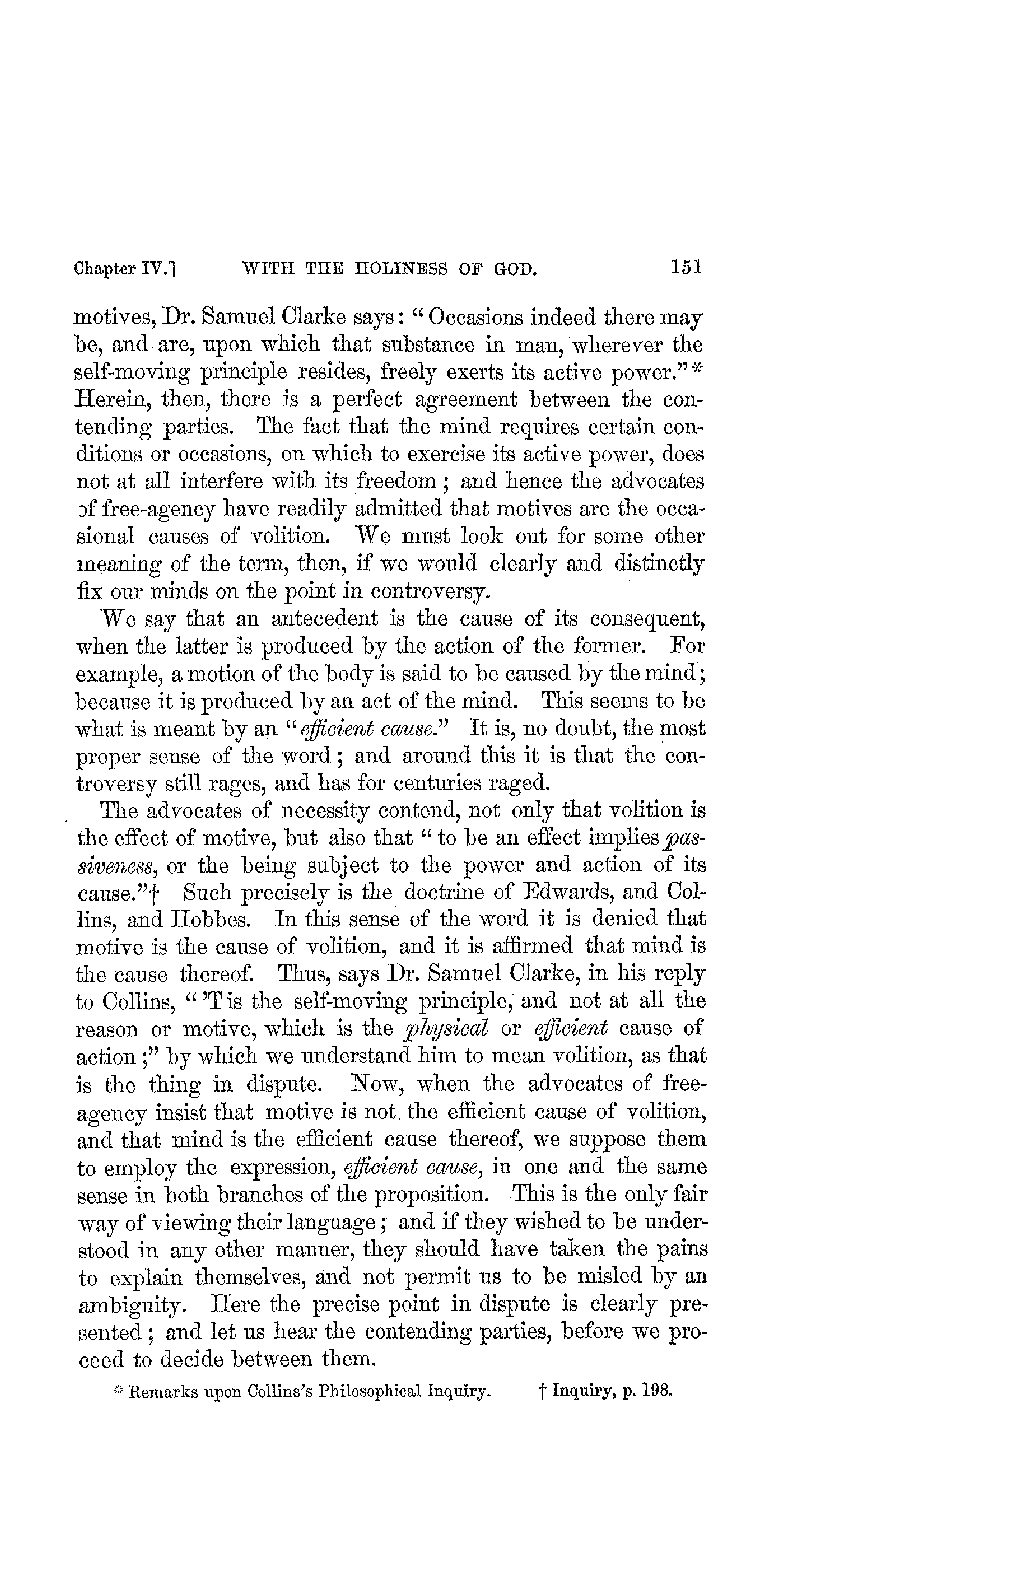 Chapter IV.] WITH THE HOLINESS OF GOD. 151
motives, Dr. Samuel Clarke says: “Occasions indeed there may
be, and are, upon which that substance in man, wherever the
self-moving principle resides, freely exerts its active power.”*
Herein, then, there is a perfect agreement between the con-
tending parties. The fact that the mind requires certain con-
ditions or occasions, on which to exercise its active power, does
not at all interfere with its freedom; and hence the advocates
of free-agency have readily admitted that motives are the occa-
sional causes of volition. We must look out for some other
meaning of the term, then, if we would clearly and distinctly
fix our minds on the point in controversy.
We say that an antecedent is the cause of its consequent,
when the latter is produced by the action of the former. For
example, a motion of the body is said to be caused by the mind;
because it is produced by an act of the mind. This seems to be
what is meant by an “efficient cause.” It is, no doubt, the most
proper sense of the word; and around this it is that the con-
troversy still rages, and has for centuries raged.
The advocates of necessity contend, not only that volition is
the effect of motive, but also that “to be an effect implies pas-
siveness, or the being subject to the power and action of its
cause.”† Such precisely is the doctrine of Edwards, and Col-
lins, and Hobbes. In this sense of the word it is denied that
motive is the cause of volition, and it is affirmed that mind is
the cause thereof. Thus, says Dr. Samuel Clarke, in his reply
to Collins, “’Tis the self-moving principle, and not at all the
reason or motive, which is the physical or efficient cause of
action;” by which we understand him to mean volition, as that
is the thing in dispute. Now, when the advocates of free-
agency insist that motive is not the efficient cause of volition,
and that mind is the efficient cause thereof, we suppose them
to employ the expression, efficient cause, in one and the same
sense in both branches of the proposition. This is the only fair
way of viewing their language; and if they wished to be under-
stood in any other manner, they should have taken the pains
to explain themselves, and not permit us to be misled by an
ambiguity. Here the precise point in dispute is clearly pre-
sented; and let us hear the contending parties, before we pro-
ceed to decide between them.
* Remarks upon Collins’s Philosophical Inquiry. † Inquiry, p. 198.